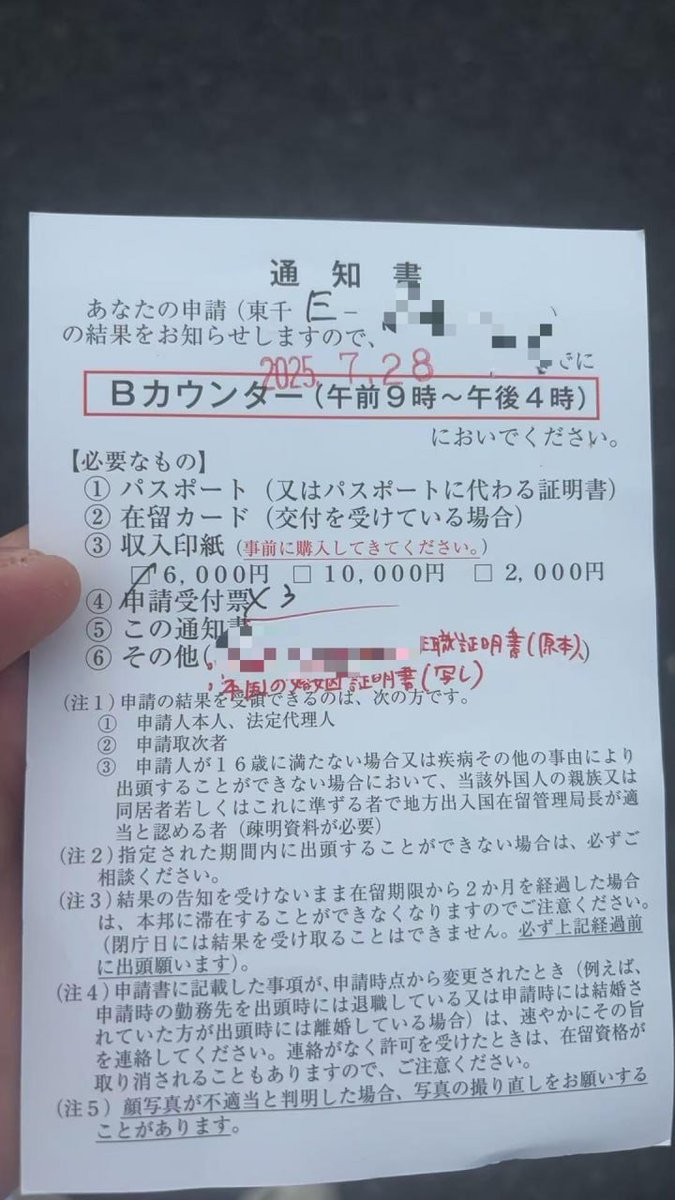 通知書
あなたの申請（東千 E－
の結果をお知らせしますので、
2025.7.28
までに
Bカウンター（午前９時～午後４時）
においでください。
【必要なもの】
① パスポート（又はパスポートに代わる証明書）
② 在留カード（交付を受けている場合）
③ 収入印紙（事前に購入してきてください。）
☑６，０００円 □１０，０００円 □２，０００円
④ 申請受付票 × 3
⑤ この通知書
⑥ その他（ 証明書（原本）
・本国の婚姻証明書（写し）
（注１）申請の結果を受領できるのは、次の方です。
① 申請人本人、法定代理人
② 申請取次者
③ 申請人が１６歳に満たない場合又は疾病その他の事由により
出頭することができない場合において、当該外国人の親族又は
同居者若しくはこれに準ずる者で地方出入国在留管理局長が適
当と認める者（疎明資料が必要）
（注２）指定された期間内に出頭することができない場合は、必ずご
相談ください。
（注３）結果の告知を受けないまま在留期限から２か月を経過した場合
は、本邦に滞在することができなくなりますのでご注意ください。
（閉庁日には結果を受け取ることはできません。必ず上記経過前
に出頭願います）。
（注４）申請書に記載した事項が、申請時点から変更されたとき（例えば、
申請時の勤務先を出頭時には退職している又は申請時には結婚さ
れていた方が出頭時には離婚している場合）は、速やかにその旨
を連絡してください。連絡がなく許可を受けたときは、在留資格が
取り消されることもありますので、ご注意ください。
（注５）顔写真が不適当と判明した場合、写真の撮り直しをお願いする
ことがあります。